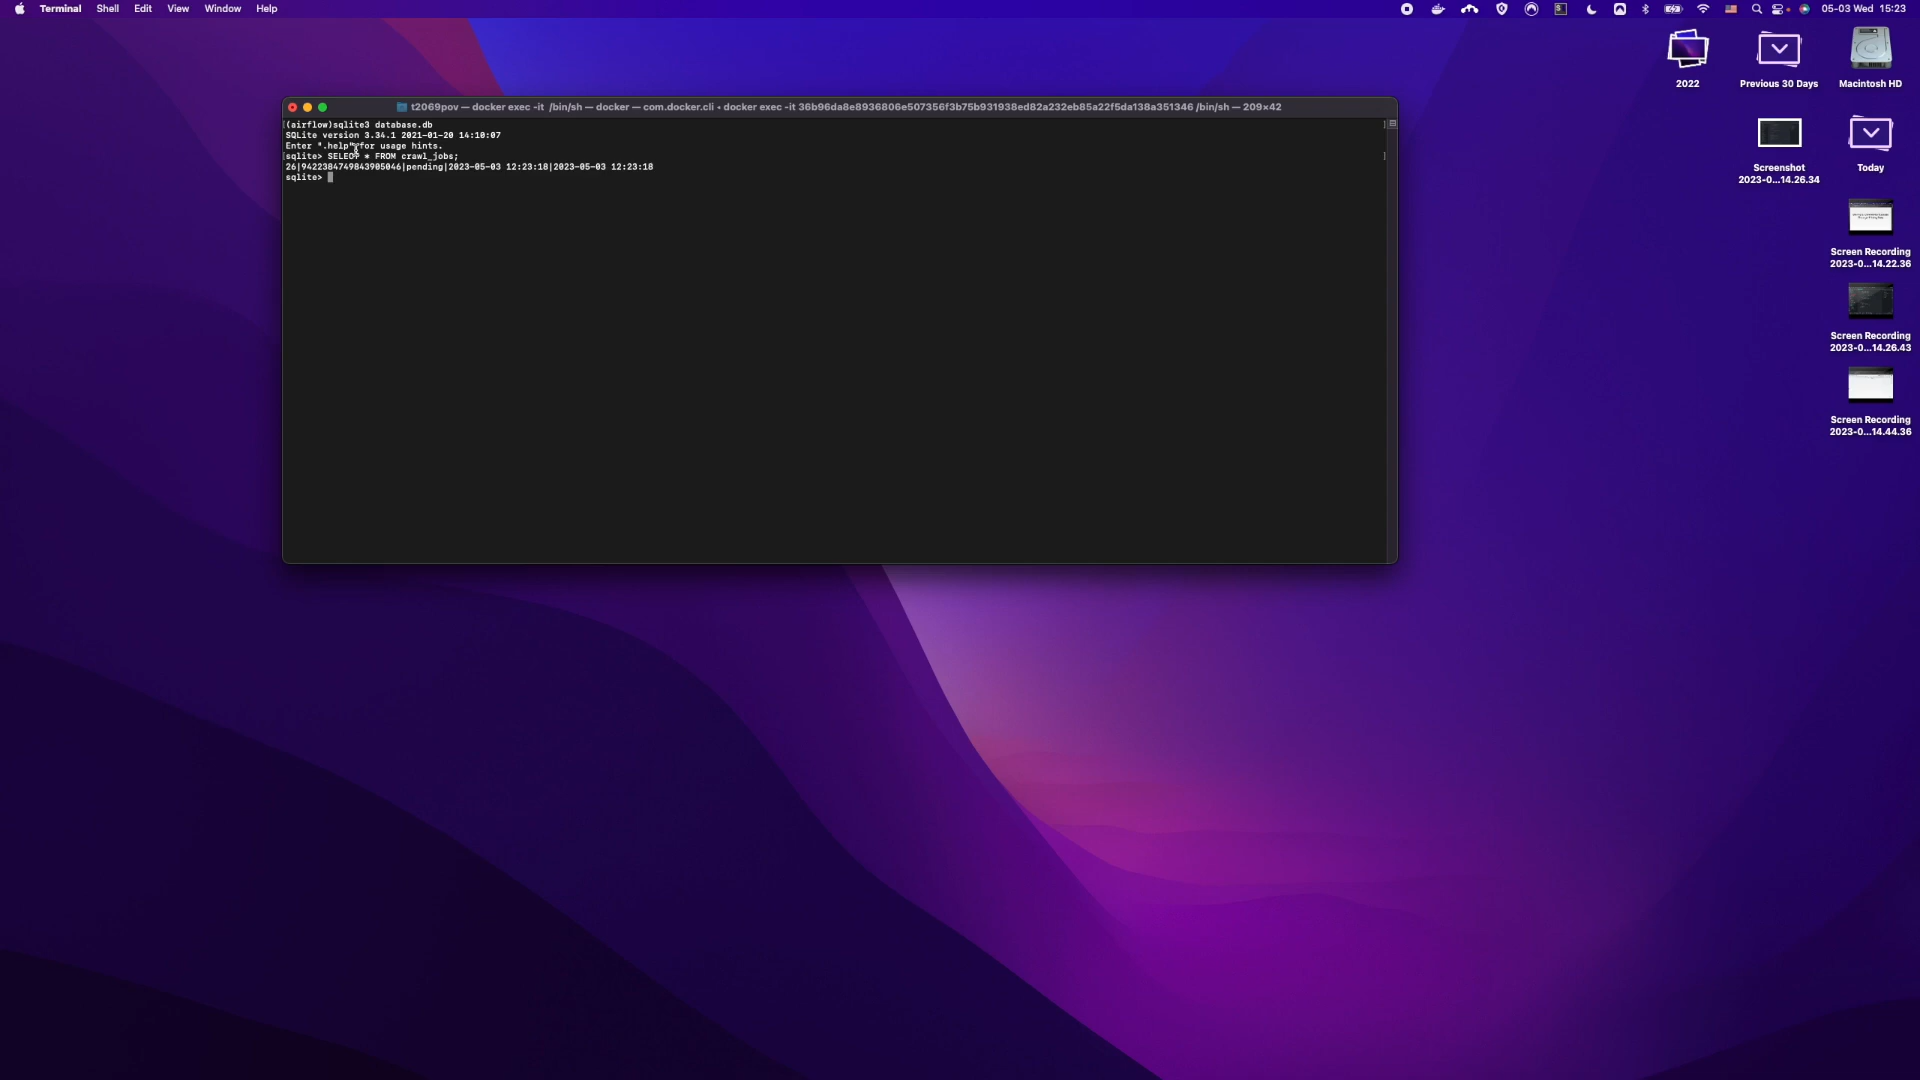 Terminal Shell Edit View Window Help
05-03 Wed 15:23
t2069pov — docker exec -it /bin/sh — docker — com.docker.cli • docker exec -it 36b96da8e8936806e507356f3b75b931938ed82a232eb85a22f5da138a351346 /bin/sh — 209×42
(airflow)sqlite3 database.db
SQLite version 3.34.1 2021-01-20 14:10:07
Enter ".help" for usage hints.
sqlite> * FROM crawl_jobs;
26|9422384749843905046|pending|2023-05-03 12:23:18|2023-05-03 12:23:18
sqlite>
2022
Previous 30 Days
Macintosh HD
Screenshot
2023-0...14.26.34
Today
Screen Recording
2023-0...14.22.36
Screen Recording
2023-0...14.26.43
Screen Recording
2023-0...14.44.36